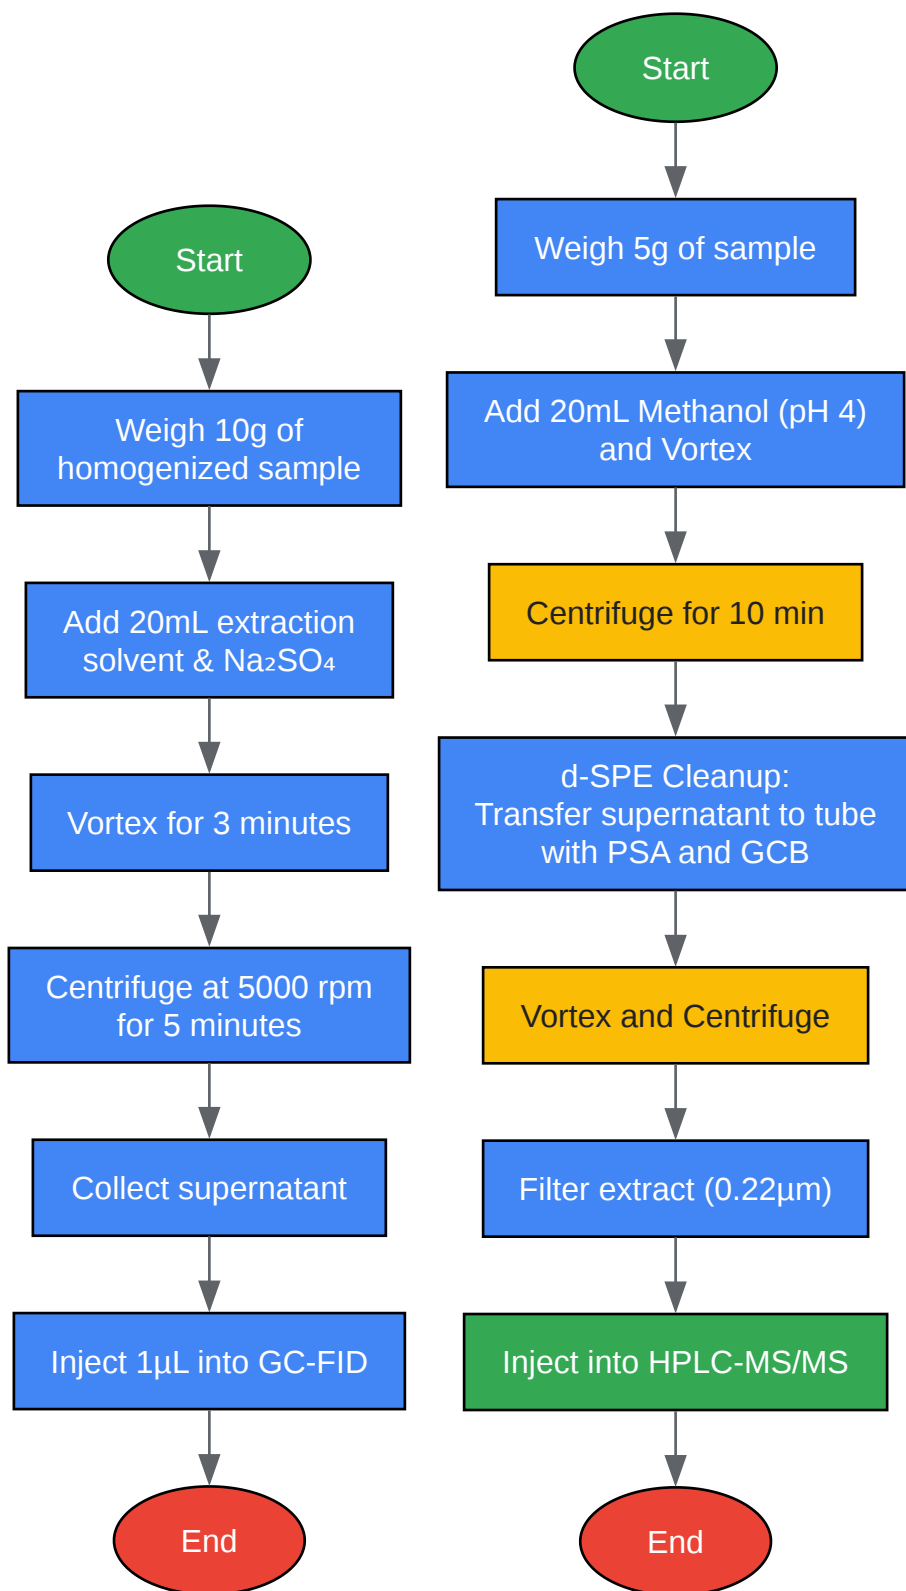 Start
Weigh 10g of
homogenized sample
Add 20mL extraction
solvent & Na₂SO₄
Vortex for 3 minutes
Centrifuge at 5000 rpm
for 5 minutes
Collect supernatant
Inject 1µL into GC-FID
End
Start
Weigh 5g of sample
Add 20mL Methanol (pH 4)
and Vortex
Centrifuge for 10 min
d-SPE Cleanup:
Transfer supernatant to tube
with PSA and GCB
Vortex and Centrifuge
Filter extract (0.22µm)
Inject into HPLC-MS/MS
End